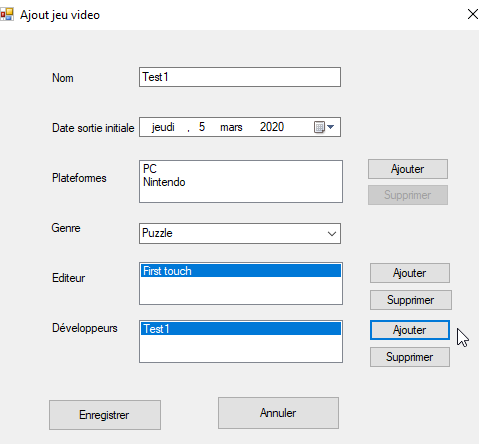 Ajout jeu video
Nom
Test1
Date sortie initiale
jeudi , 5 mars 2020
Plateformes
PC
Nintendo
Ajouter
Supprimer
Genre
Puzzle
Editeur
First touch
Ajouter
Supprimer
Développeurs
Test1
Ajouter
Supprimer
Enregistrer
Annuler